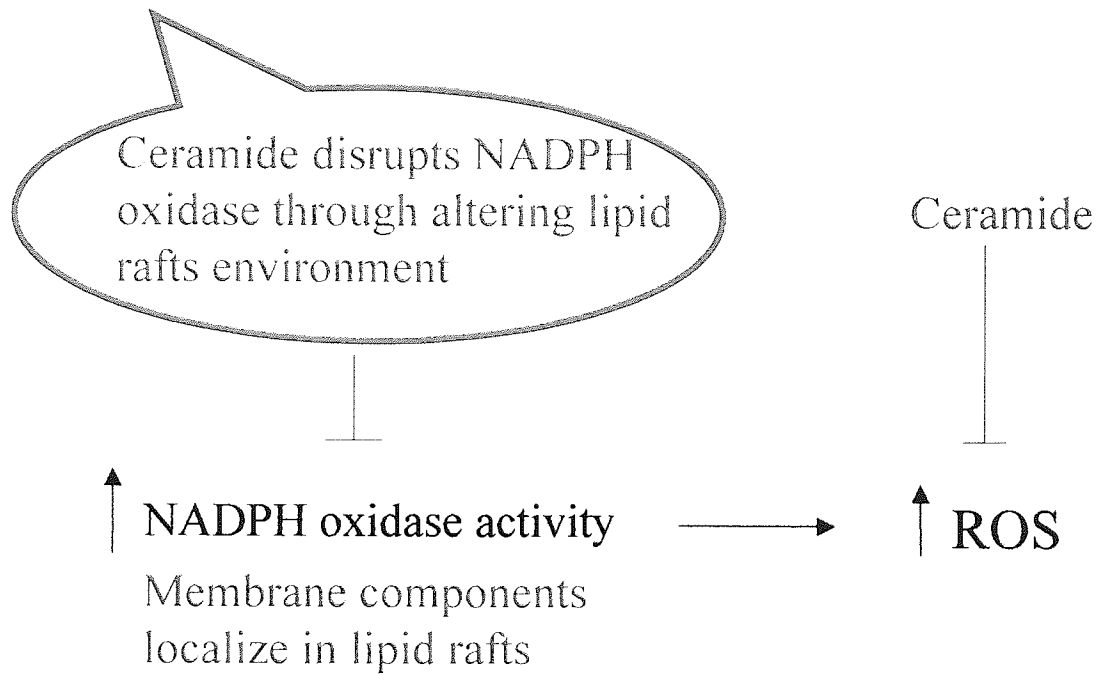 Ceramide disrupts NADPH
oxidase through altering lipid
rafts environment
Ceramide
NADPH oxidase activity
ROS
Membrane components
localize in lipid rafts